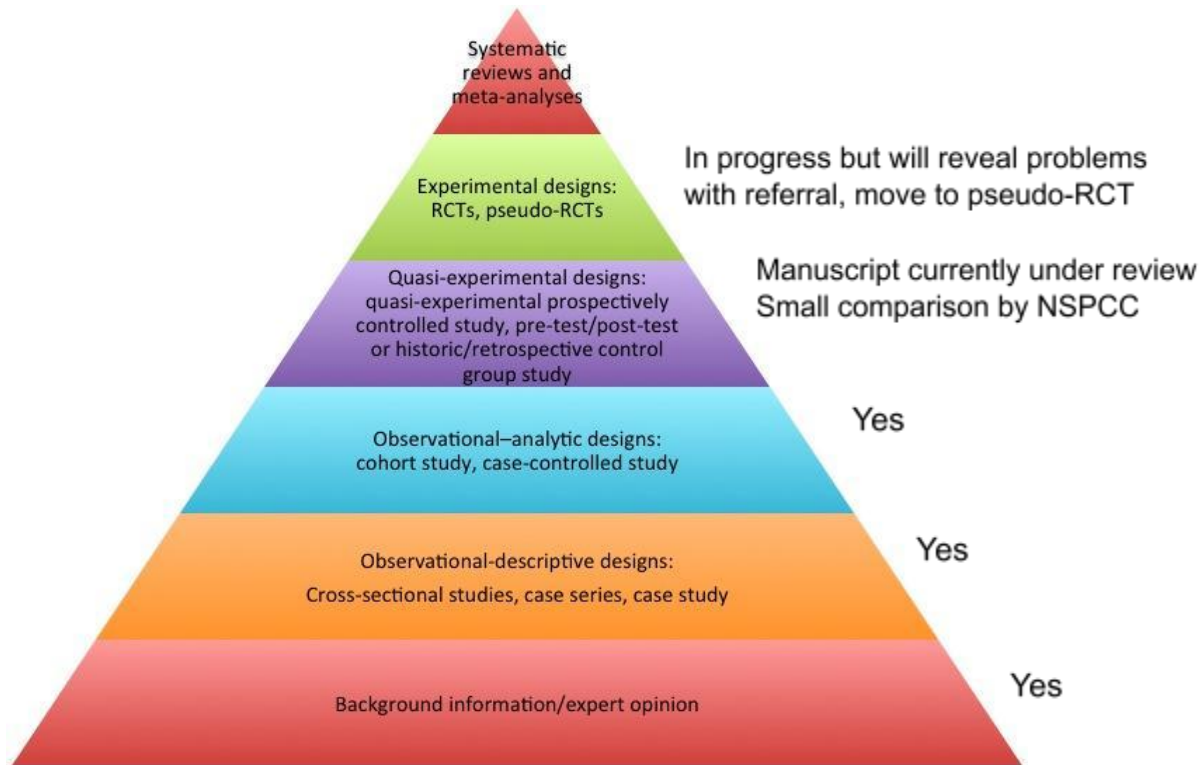 Systematic
reviews and
meta-analyses
Experimental designs:
RCTs, pseudo-RCTs
In progress but will reveal problems
with referral, move to pseudo-RCT
Quasi-experimental designs:
quasi-experimental prospectively
controlled study, pre-test/post-test
or historic/retrospective control
group study
Manuscript currently under review
Small comparison by NSPCC
Observational–analytic designs:
cohort study, case-controlled study
Yes
Observational-descriptive designs:
Cross-sectional studies, case series, case study
Yes
Background information/expert opinion
Yes